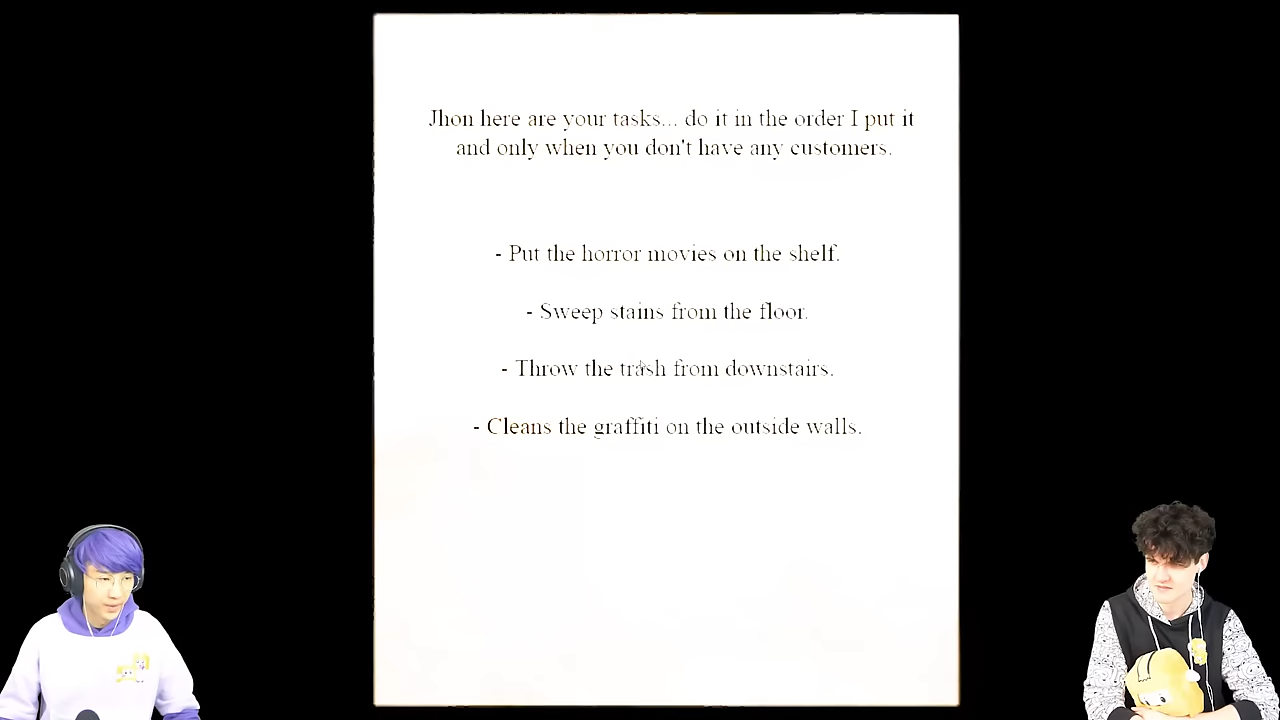 Jhon here are your tasks... do it in the order I put it
and only when you don't have any customers.
- Put the horror movies on the shelf.
- Sweep stains from the floor.
- Throw the trash from downstairs.
- Cleans the graffiti on the outside walls.